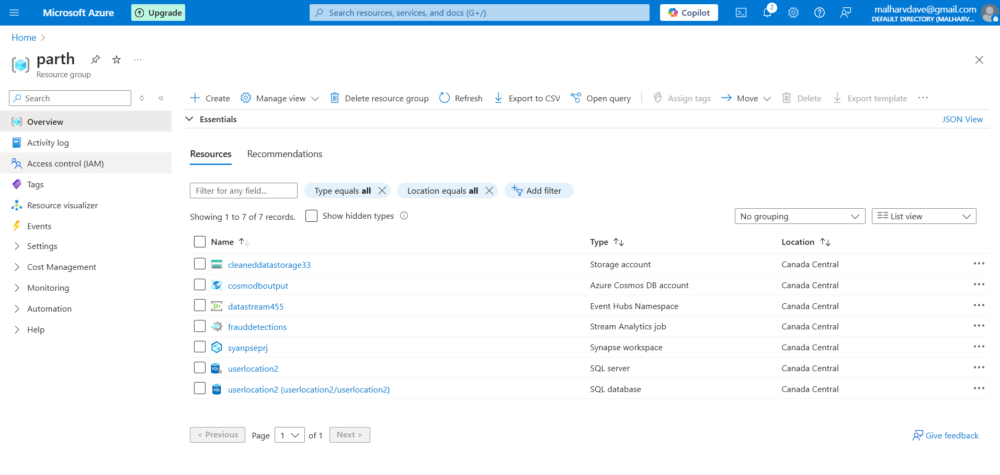 Microsoft Azure
Upgrade
Search resources, services, and docs (G+/)
Copilot
2
malharvdave@gmail.com
DEFAULT DIRECTORY (MALHARV...
Home
parth
Resource group
Search
Create
Manage view
Delete resource group
Refresh
Export to CSV
Open query
Assign tags
Move
Delete
Export template
Overview
Activity log
Access control (IAM)
Tags
Resource visualizer
Events
Settings
Cost Management
Monitoring
Automation
Help
Essentials
JSON View
Resources
Recommendations
Filter for any field...
Type equals all
Location equals all
Add filter
Showing 1 to 7 of 7 records.
Show hidden types
No grouping
List view
Name Type Location
cleaneddatastorage33 Storage account Canada Central
cosmodboutput Azure Cosmos DB account Canada Central
datastream455 Event Hubs Namespace Canada Central
frauddetections Stream Analytics job Canada Central
syanpseprj Synapse workspace Canada Central
userlocation2 SQL server Canada Central
userlocation2 (userlocation2/userlocation2) SQL database Canada Central
< Previous Page 1 of 1 Next >
Give feedback